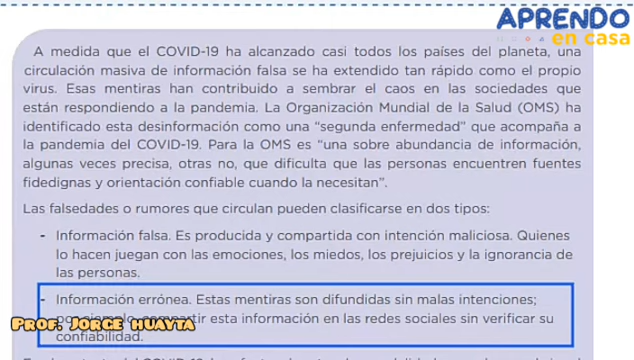 APRENDO
en casa
A medida que el COVID-19 ha alcanzado casi todos los países del planeta, una
circulación masiva de información falsa se ha extendido tan rápido como el propio
virus. Esas mentiras han contribuido a sembrar el caos en las sociedades que
están respondiendo a la pandemia. La Organización Mundial de la Salud (OMS) ha
identificado esta desinformación como una “segunda enfermedad” que acompaña a
la pandemia del COVID-19. Para la OMS es “una sobre abundancia de información,
algunas veces precisa, otras no, que dificulta que las personas encuentren fuentes
fidedignas y orientación confiable cuando la necesitan”.
Las falsedades o rumores que circulan pueden clasificarse en dos tipos:
- Información falsa. Es producida y compartida con intención maliciosa. Quienes
lo hacen juegan con las emociones, los miedos, los prejuicios y la ignorancia de
las personas.
- Información errónea. Estas mentiras son difundidas sin malas intenciones;
por ejemplo, compartir esta información en las redes sociales sin verificar su
confiabilidad.
Prof. Jorge huayta